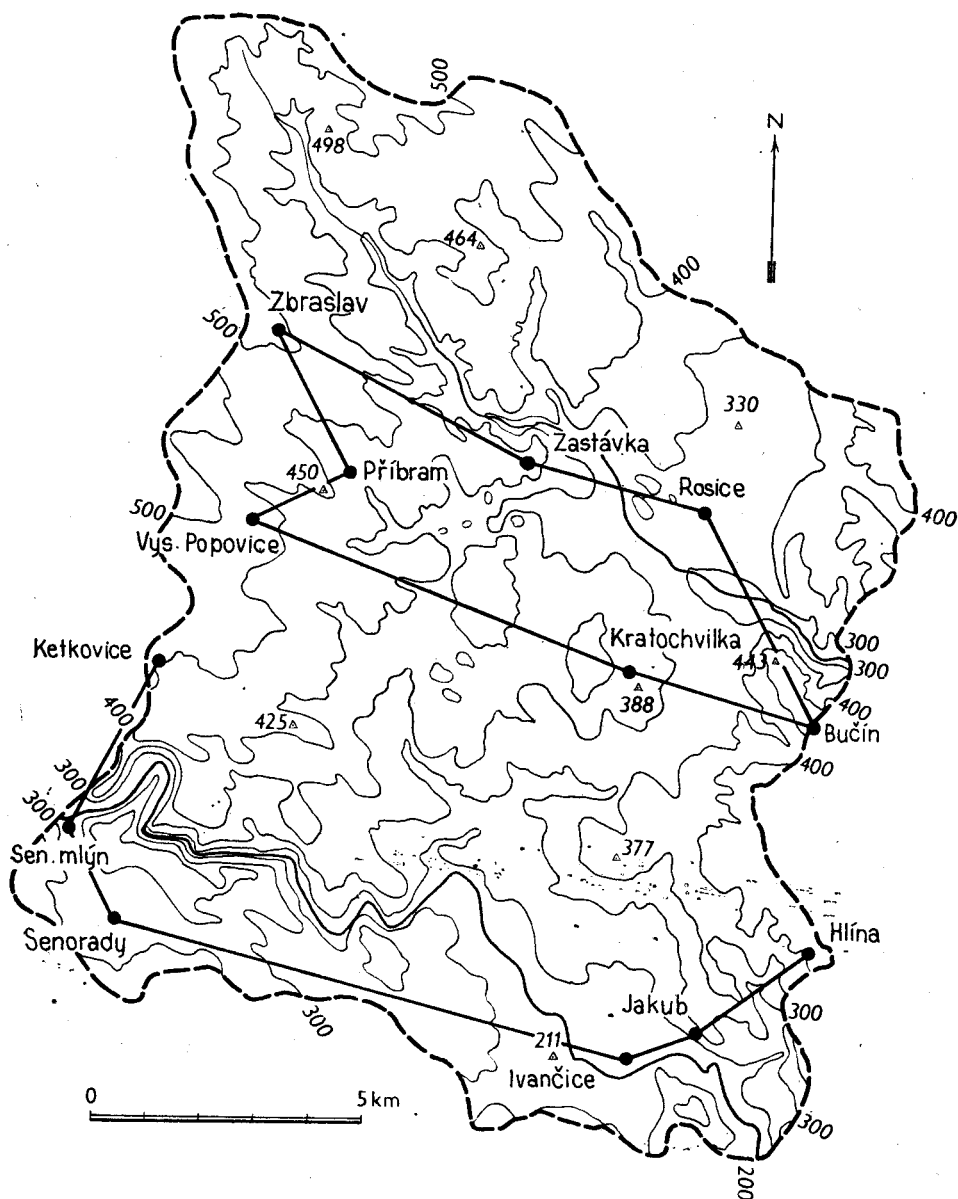 500
498
N
464
400
Zbraslav
500
330
Zastávka
450
Příbram
Rosice
500
400
Vys. Popovice
Kratochvilka
300
300
Ketkovice
443
388
400
400
425
Bučín
400
300
300
377
Sen. mlýn
Senorady
Hlína
Jakub
300
300
211
Ivančice
0
5 km
300
200